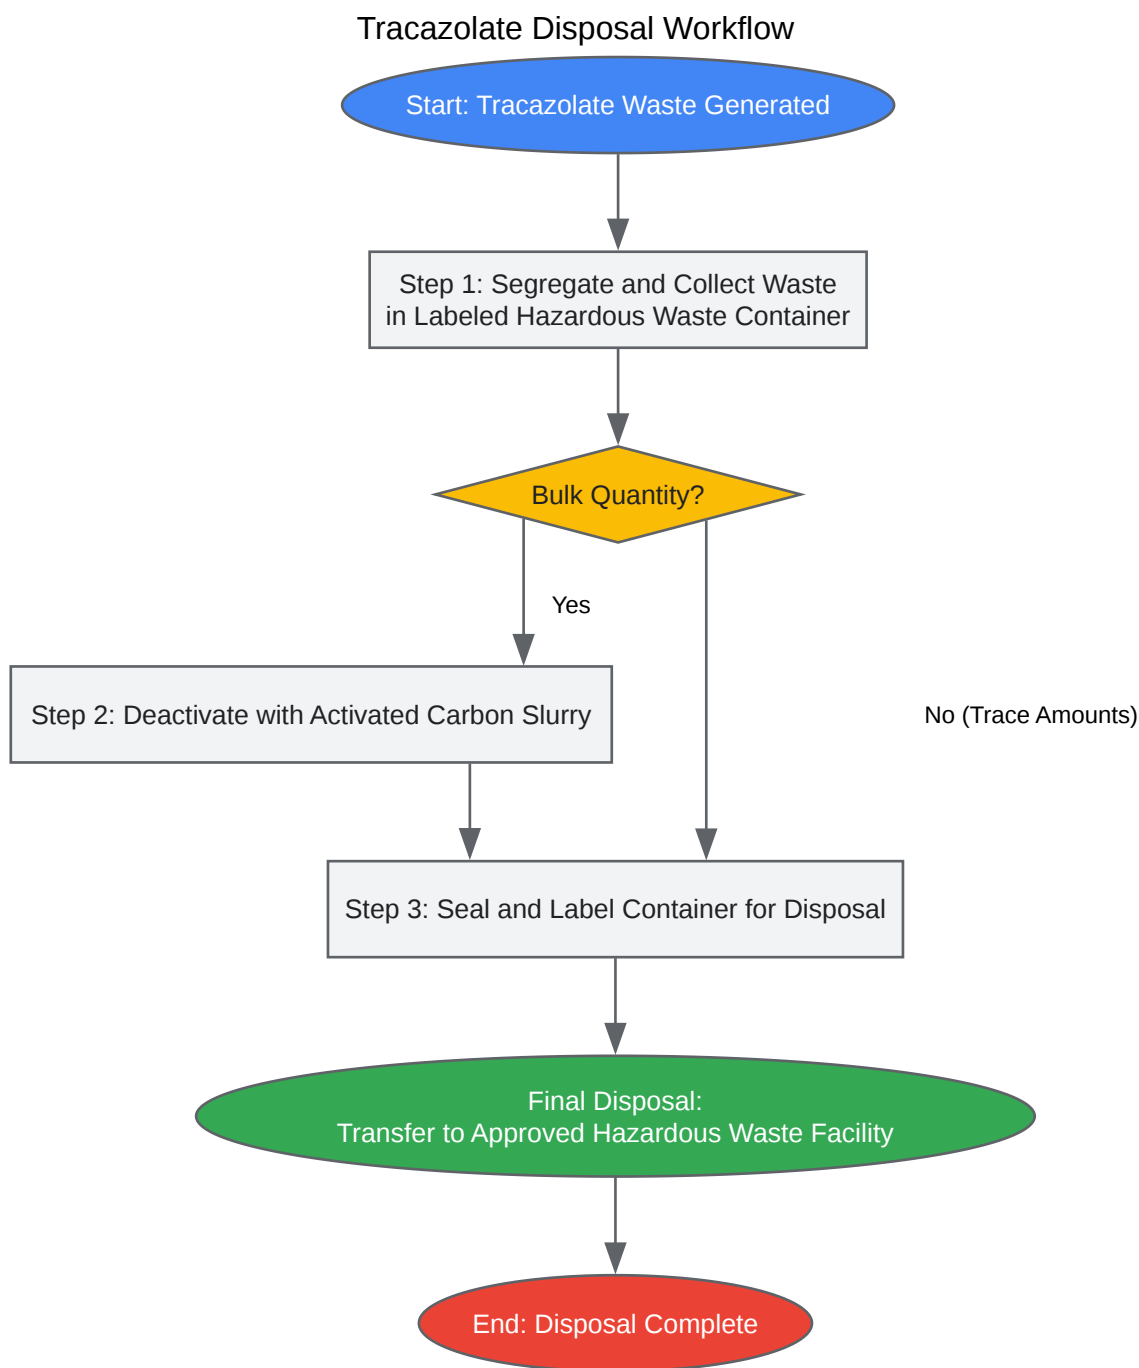 Tracazolate Disposal Workflow
Start: Tracazolate Waste Generated
Step 1: Segregate and Collect Waste
in Labeled Hazardous Waste Container
Bulk Quantity?
Yes
Step 2: Deactivate with Activated Carbon Slurry
No (Trace Amounts)
Step 3: Seal and Label Container for Disposal
Final Disposal:
Transfer to Approved Hazardous Waste Facility
End: Disposal Complete